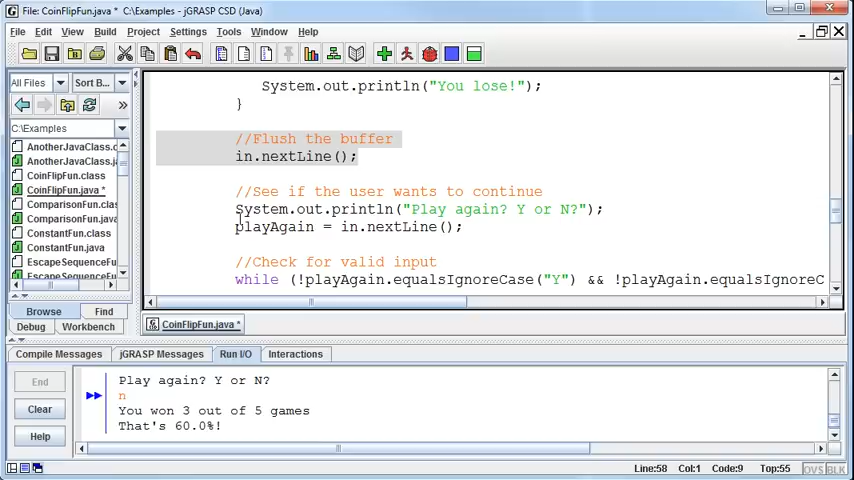 File: CoinFlipFun.java * C:\Examples - jGRASP CSD (Java)
File Edit View Build Project Settings Tools Window Help
All Files Sort B...
C:\Examples
AnotherJavaClass.class
AnotherJavaClass.j
CoinFlipFun.class
CoinFlipFun.java *
ComparisonFun.clas
ComparisonFun.java
ConstantFun.class
ConstantFun.java
EscapeSequenceFu
EscapeSequenceFu
Browse Find
Debug Workbench
System.out.println("You lose!");
}
//Flush the buffer
in.nextLine();
//See if the user wants to continue
System.out.println("Play again? Y or N?");
playAgain = in.nextLine();
//Check for valid input
while (!playAgain.equalsIgnoreCase("Y") && !playAgain.equalsIgnoreC
CoinFlipFun.java *
Compile Messages jGRASP Messages Run I/O Interactions
End
Clear
Help
Play again? Y or N?
n
You won 3 out of 5 games
That's 60.0%!
Line:58 Col:1 Code:9 Top:55 OVS BLK